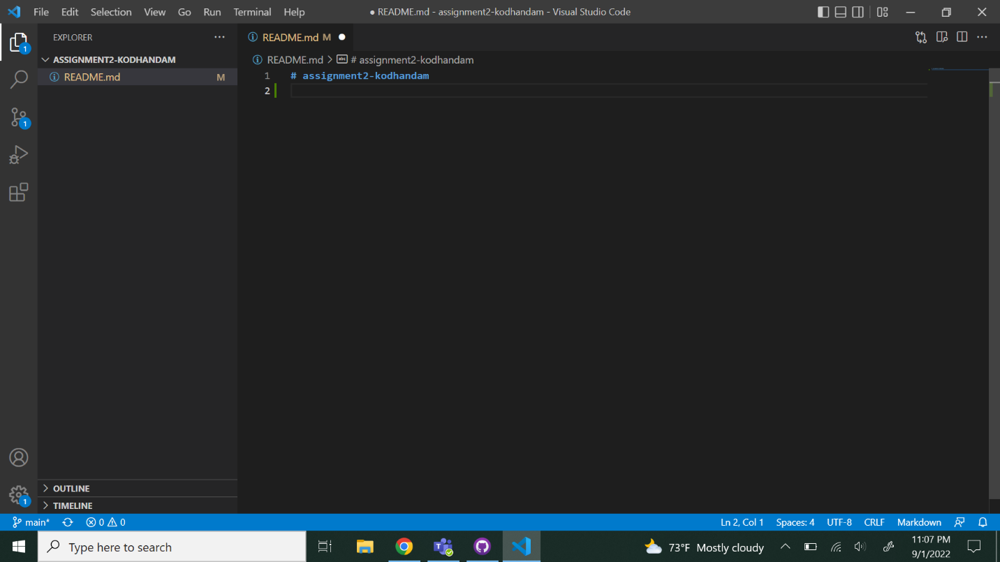 File Edit Selection View Go Run Terminal Help
● README.md - assignment2-kodhandam - Visual Studio Code
EXPLORER
ASSIGNMENT2-KODHANDAM
README.md M
README.md M
README.md > # assignment2-kodhandam
1 # assignment2-kodhandam
2
1
1
OUTLINE
TIMELINE
1
main* 0 0
Ln 2, Col 1 Spaces: 4 UTF-8 CRLF Markdown
Type here to search
73°F Mostly cloudy
11:07 PM
9/1/2022